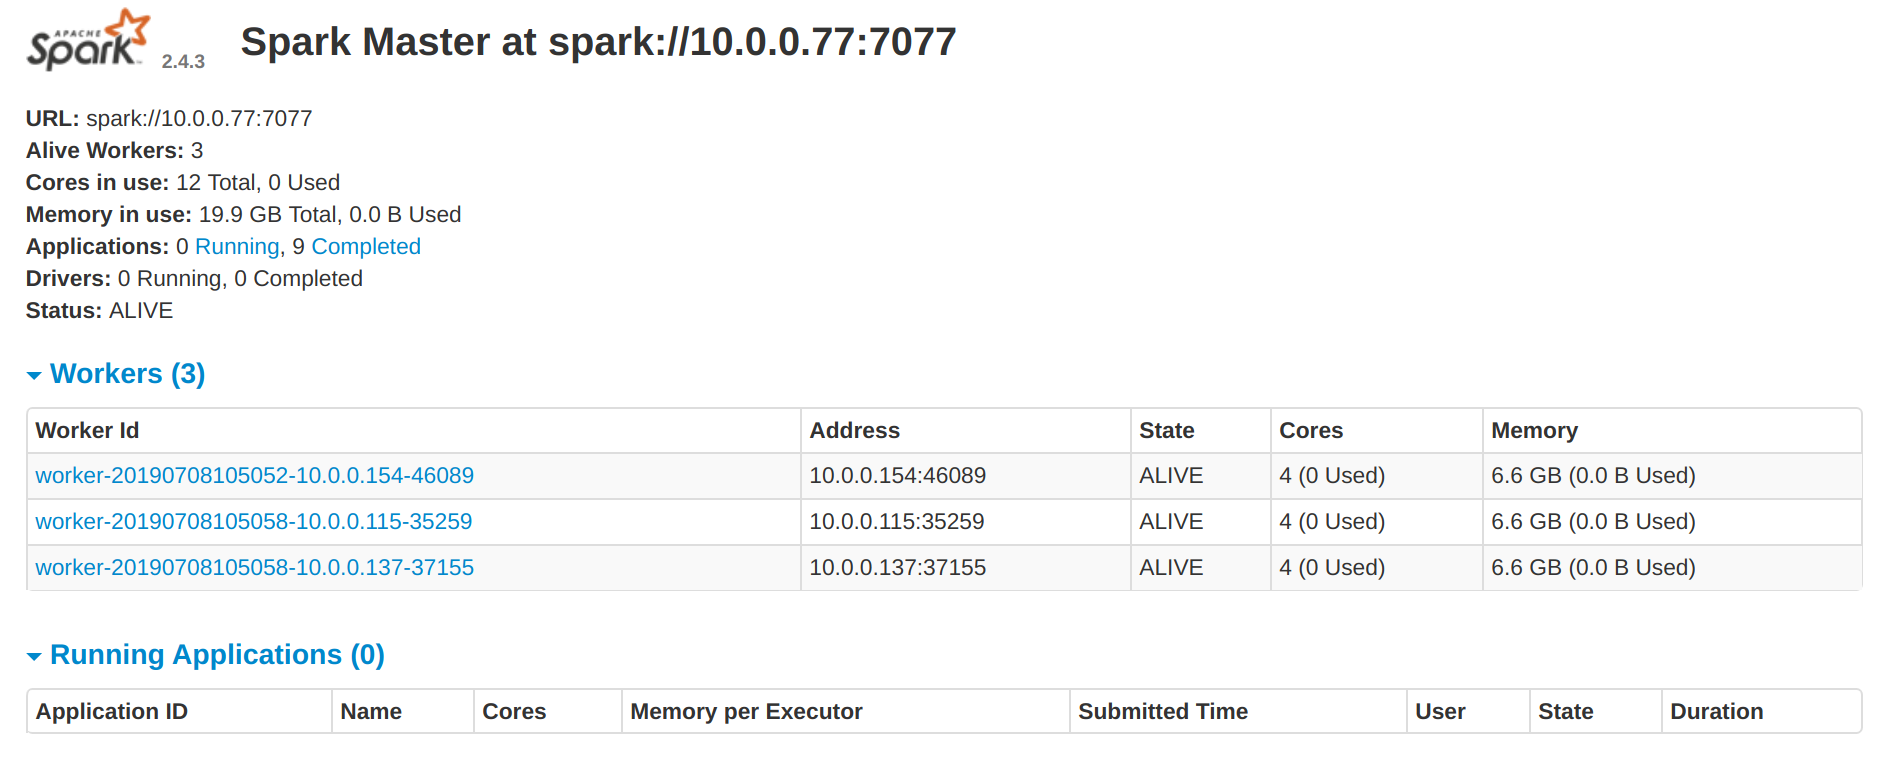 APACHE
Spark 2.4.3 Spark Master at spark://10.0.0.77:7077
URL: spark://10.0.0.77:7077
Alive Workers: 3
Cores in use: 12 Total, 0 Used
Memory in use: 19.9 GB Total, 0.0 B Used
Applications: 0 Running, 9 Completed
Drivers: 0 Running, 0 Completed
Status: ALIVE
Workers (3)
Worker Id Address State Cores Memory
worker-20190708105052-10.0.0.154-46089 10.0.0.154:46089 ALIVE 4 (0 Used) 6.6 GB (0.0 B Used)
worker-20190708105058-10.0.0.115-35259 10.0.0.115:35259 ALIVE 4 (0 Used) 6.6 GB (0.0 B Used)
worker-20190708105058-10.0.0.137-37155 10.0.0.137:37155 ALIVE 4 (0 Used) 6.6 GB (0.0 B Used)
Running Applications (0)
Application ID Name Cores Memory per Executor Submitted Time User State Duration